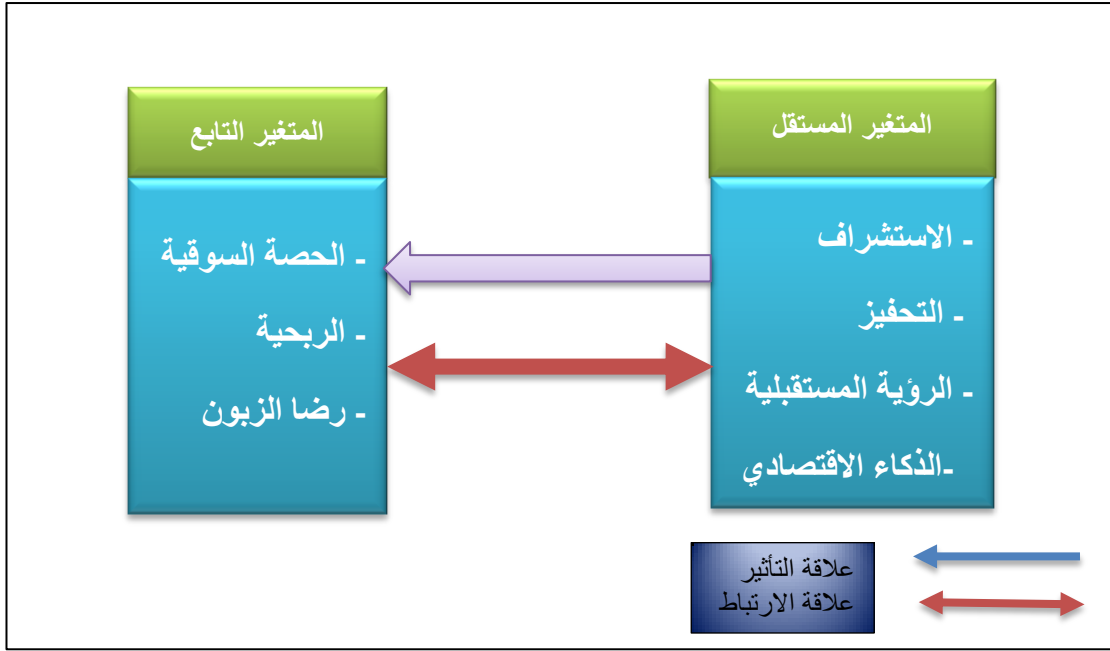 المتغير المستقل
- الاستشراف
- التحفيز
- الرؤية المستقبلية
-الذكاء الاقتصادي
المتغير التابع
- الحصة السوقية
- الربحية
- رضا الزبون
علاقة التأثير
علاقة الارتباط